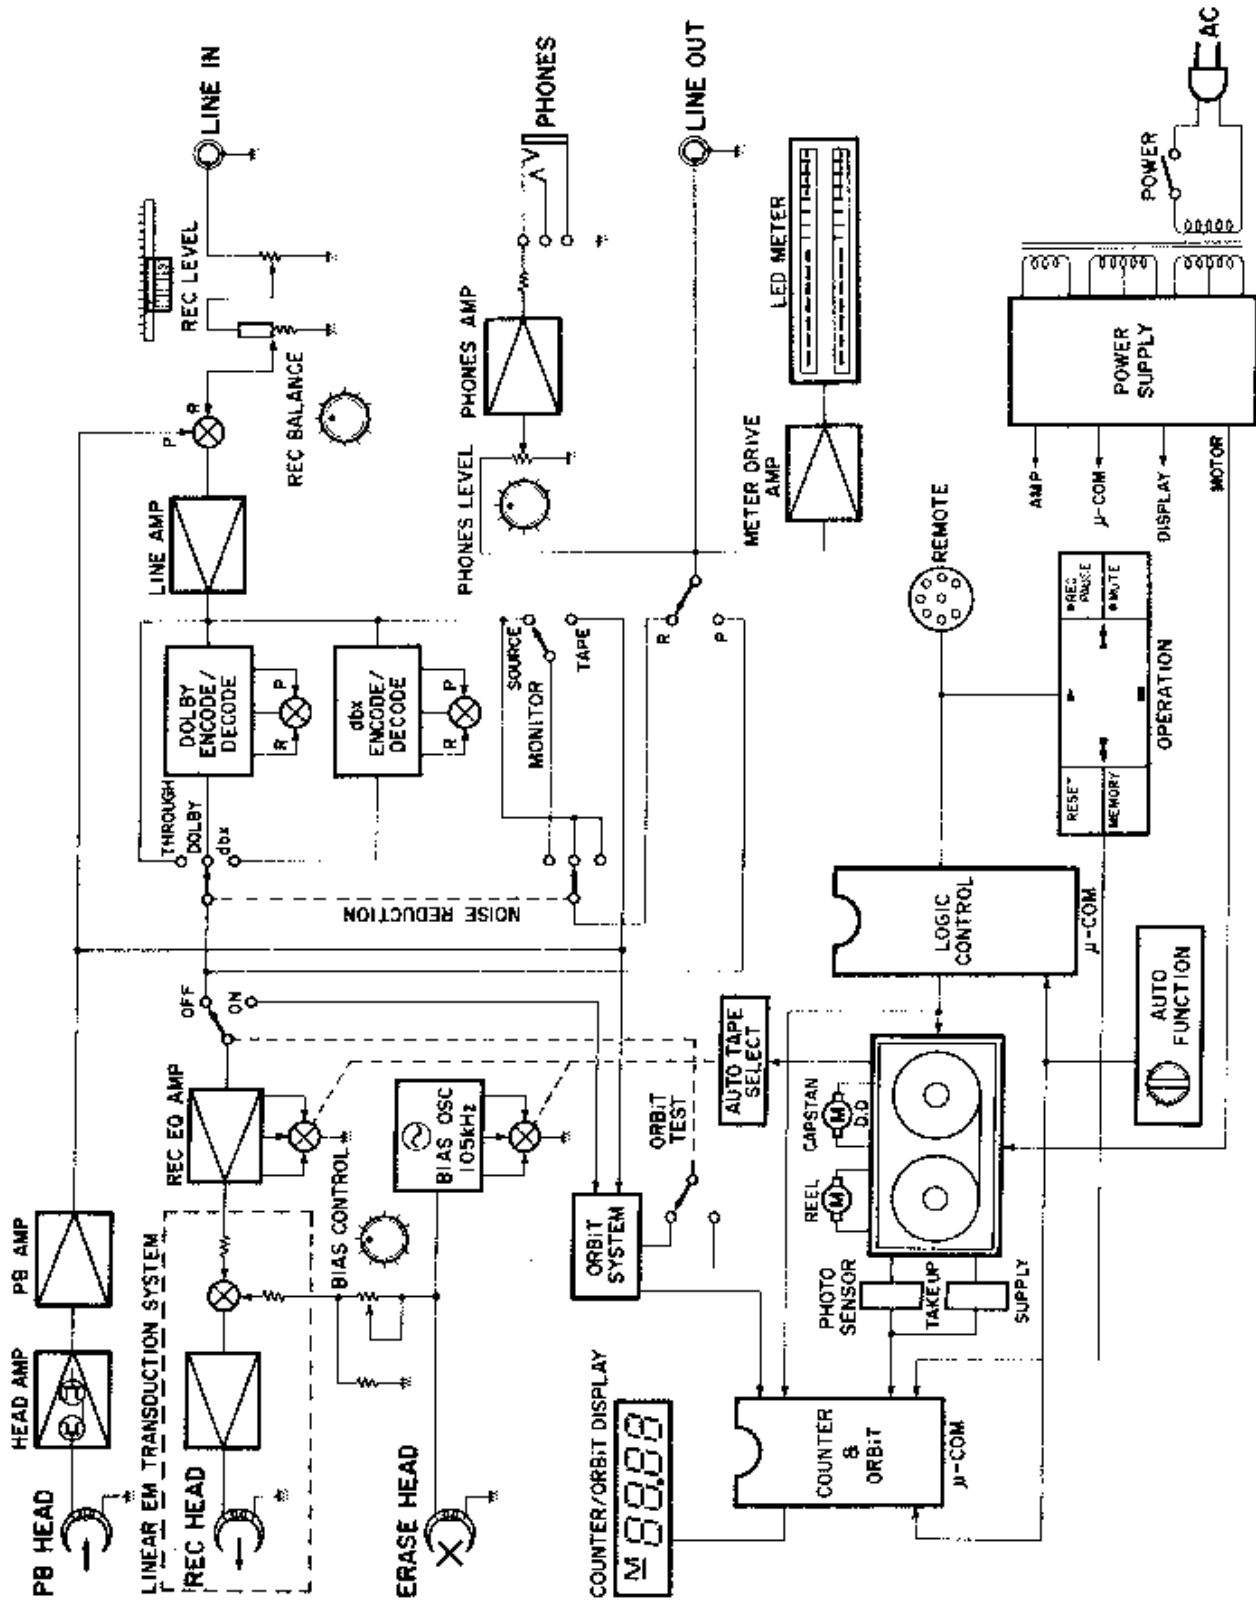 PB HEAD
HEAD AMP
PB AMP
LINEAR EM TRANSDUCTION SYSTEM
REC HEAD
REC EQ AMP
OFF
ON
THROUGH
DOLBY
dbx
DOLBY
ENCODE/
DECODE
R
P
LINE AMP
P
R
REC LEVEL
REC BALANCE
LINE IN
BIAS CONTROL
BIAS OSC
105kHz
NOISE REDUCTION
dbx
ENCODE/
DECODE
R
P
ERASE HEAD
SOURCE
MONITOR
TAPE
PHONES LEVEL
PHONES AMP
PHONES
ORBiT
SYSTEM
ORBiT
TEST
R
P
LINE OUT
COUNTER/ORBIT DISPLAY
M 88.88
AUTO TAPE
SELECT
METER DRIVE
AMP
LED METER
COUNTER
&
ORBiT
μ-COM
PHOTO
SENSOR
TAKEUP
SUPPLY
REEL
M
CAPSTAN
M
D.D
LOGIC
CONTROL
μ-COM
REMOTE
RESET
MEMORY
REC
PAUSE
MUTE
OPERATION
AUTO
FUNCTION
AMP
μ-COM
DISPLAY
MOTOR
POWER
SUPPLY
POWER
AC